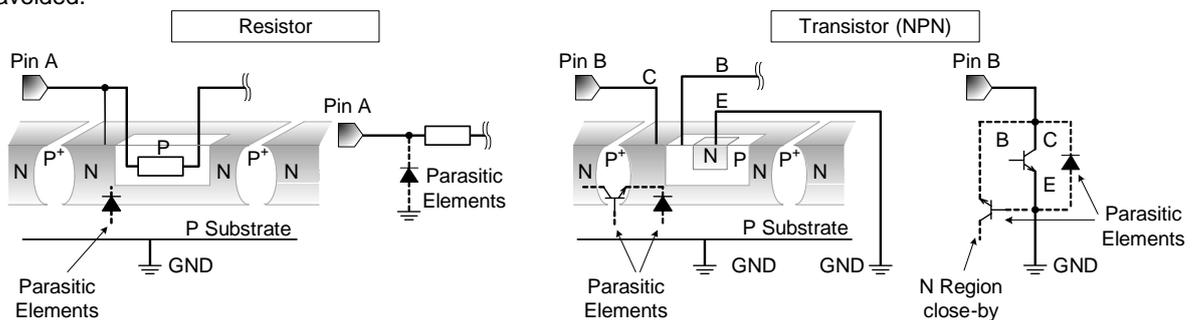 avoided.
Resistor
Transistor (NPN)
Pin A
Pin A
N
P+
N
P
P+
N
N
Parasitic
Elements
P Substrate
GND
Parasitic
Elements
Pin B
C
B
E
N
P+
N
N
P
P+
N
N
P Substrate
GND
GND
Parasitic
Elements
Pin B
B
C
E
Parasitic
Elements
GND
N Region
close-by